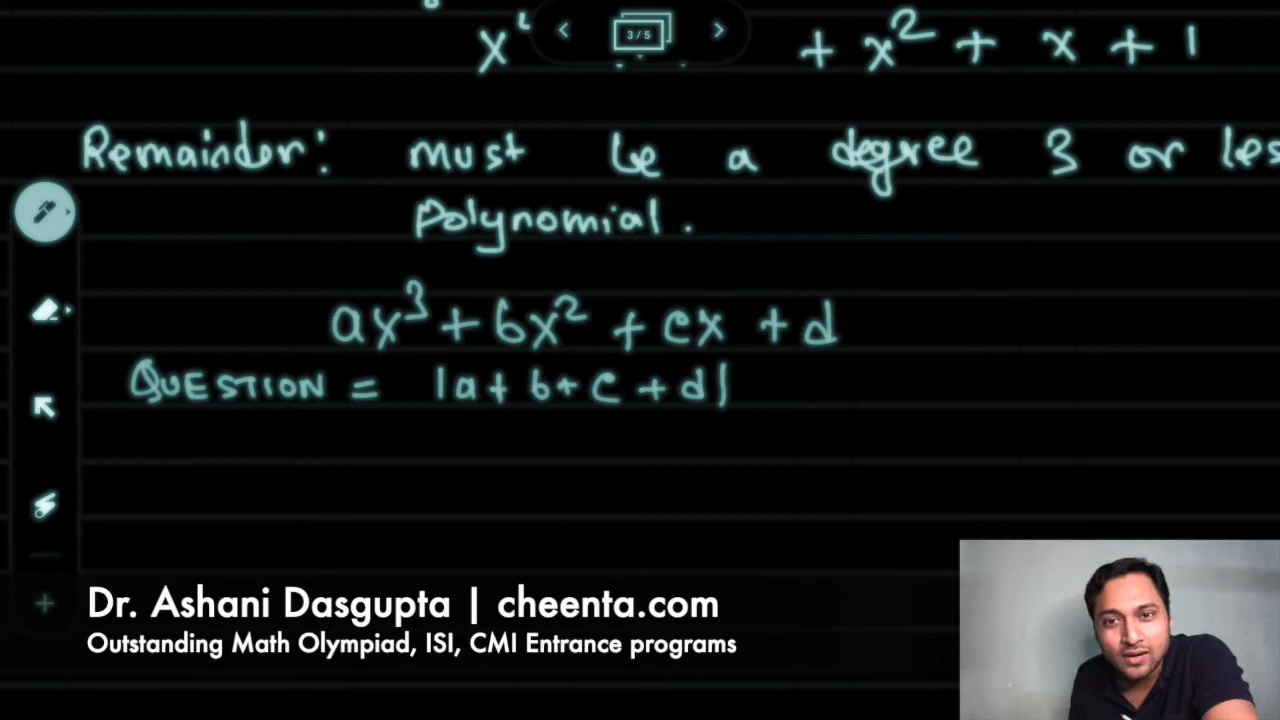 3 / 5
x + x² + x + 1
Remainder: must be a degree 3 or les
Polynomial.
ax³ + bx² + cx + d
QUESTION = |a + b + c + d|
Dr. Ashani Dasgupta | cheenta.com
Outstanding Math Olympiad, ISI, CMI Entrance programs